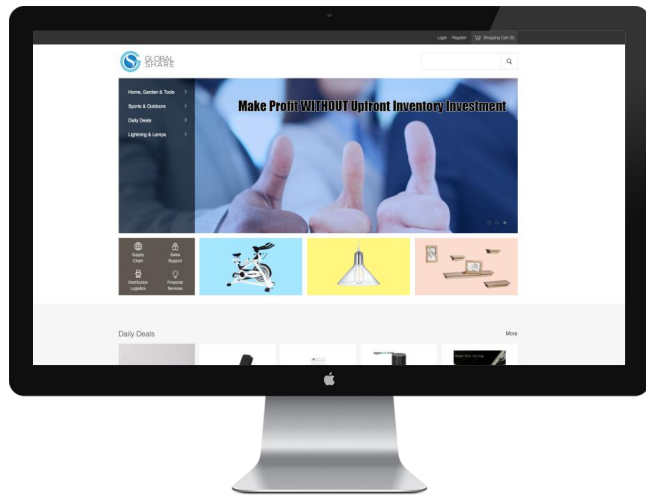 Login Register Shopping Cart (0)
GLOBAL
SHARE
Home, Garden & Tools >
Sports & Outdoors >
Daily Deals >
Lightning & Lamps >
Make Profit WITHOUT Upfront Inventory Investment
Supply
Chain
Sales
Support
Distribution
Logistics
Financial
Services
Daily Deals
More